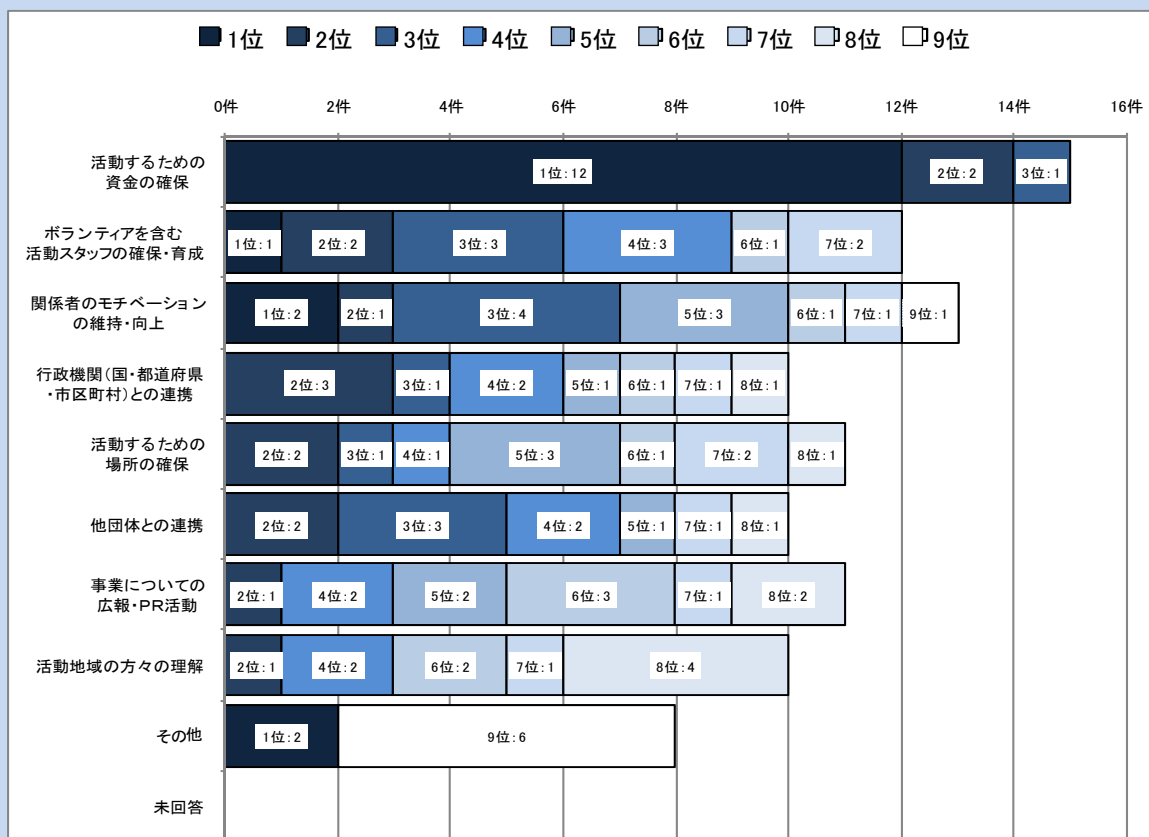 1位 2位 3位 4位 5位 6位 7位 8位 9位
0件 2件 4件 6件 8件 10件 12件 14件 16件
活動するための
資金の確保
1位：12 2位：2 3位：1
ボランティアを含む
活動スタッフの確保・育成
1位：1 2位：2 3位：3 4位：3 6位：1 7位：2
関係者のモチベーション
の維持・向上
1位：2 2位：1 3位：4 5位：3 6位：1 7位：1 9位：1
行政機関（国・都道府県
・市区町村）との連携
2位：3 3位：1 4位：2 5位：1 6位：1 7位：1 8位：1
活動するための
場所の確保
2位：2 3位：1 4位：1 5位：3 6位：1 7位：2 8位：1
他団体との連携
2位：2 3位：3 4位：2 5位：1 7位：1 8位：1
事業についての
広報・PR活動
2位：1 4位：2 5位：2 6位：3 7位：1 8位：2
活動地域の方々の理解
2位：1 4位：2 6位：2 7位：1 8位：4
その他
1位：2 9位：6
未回答